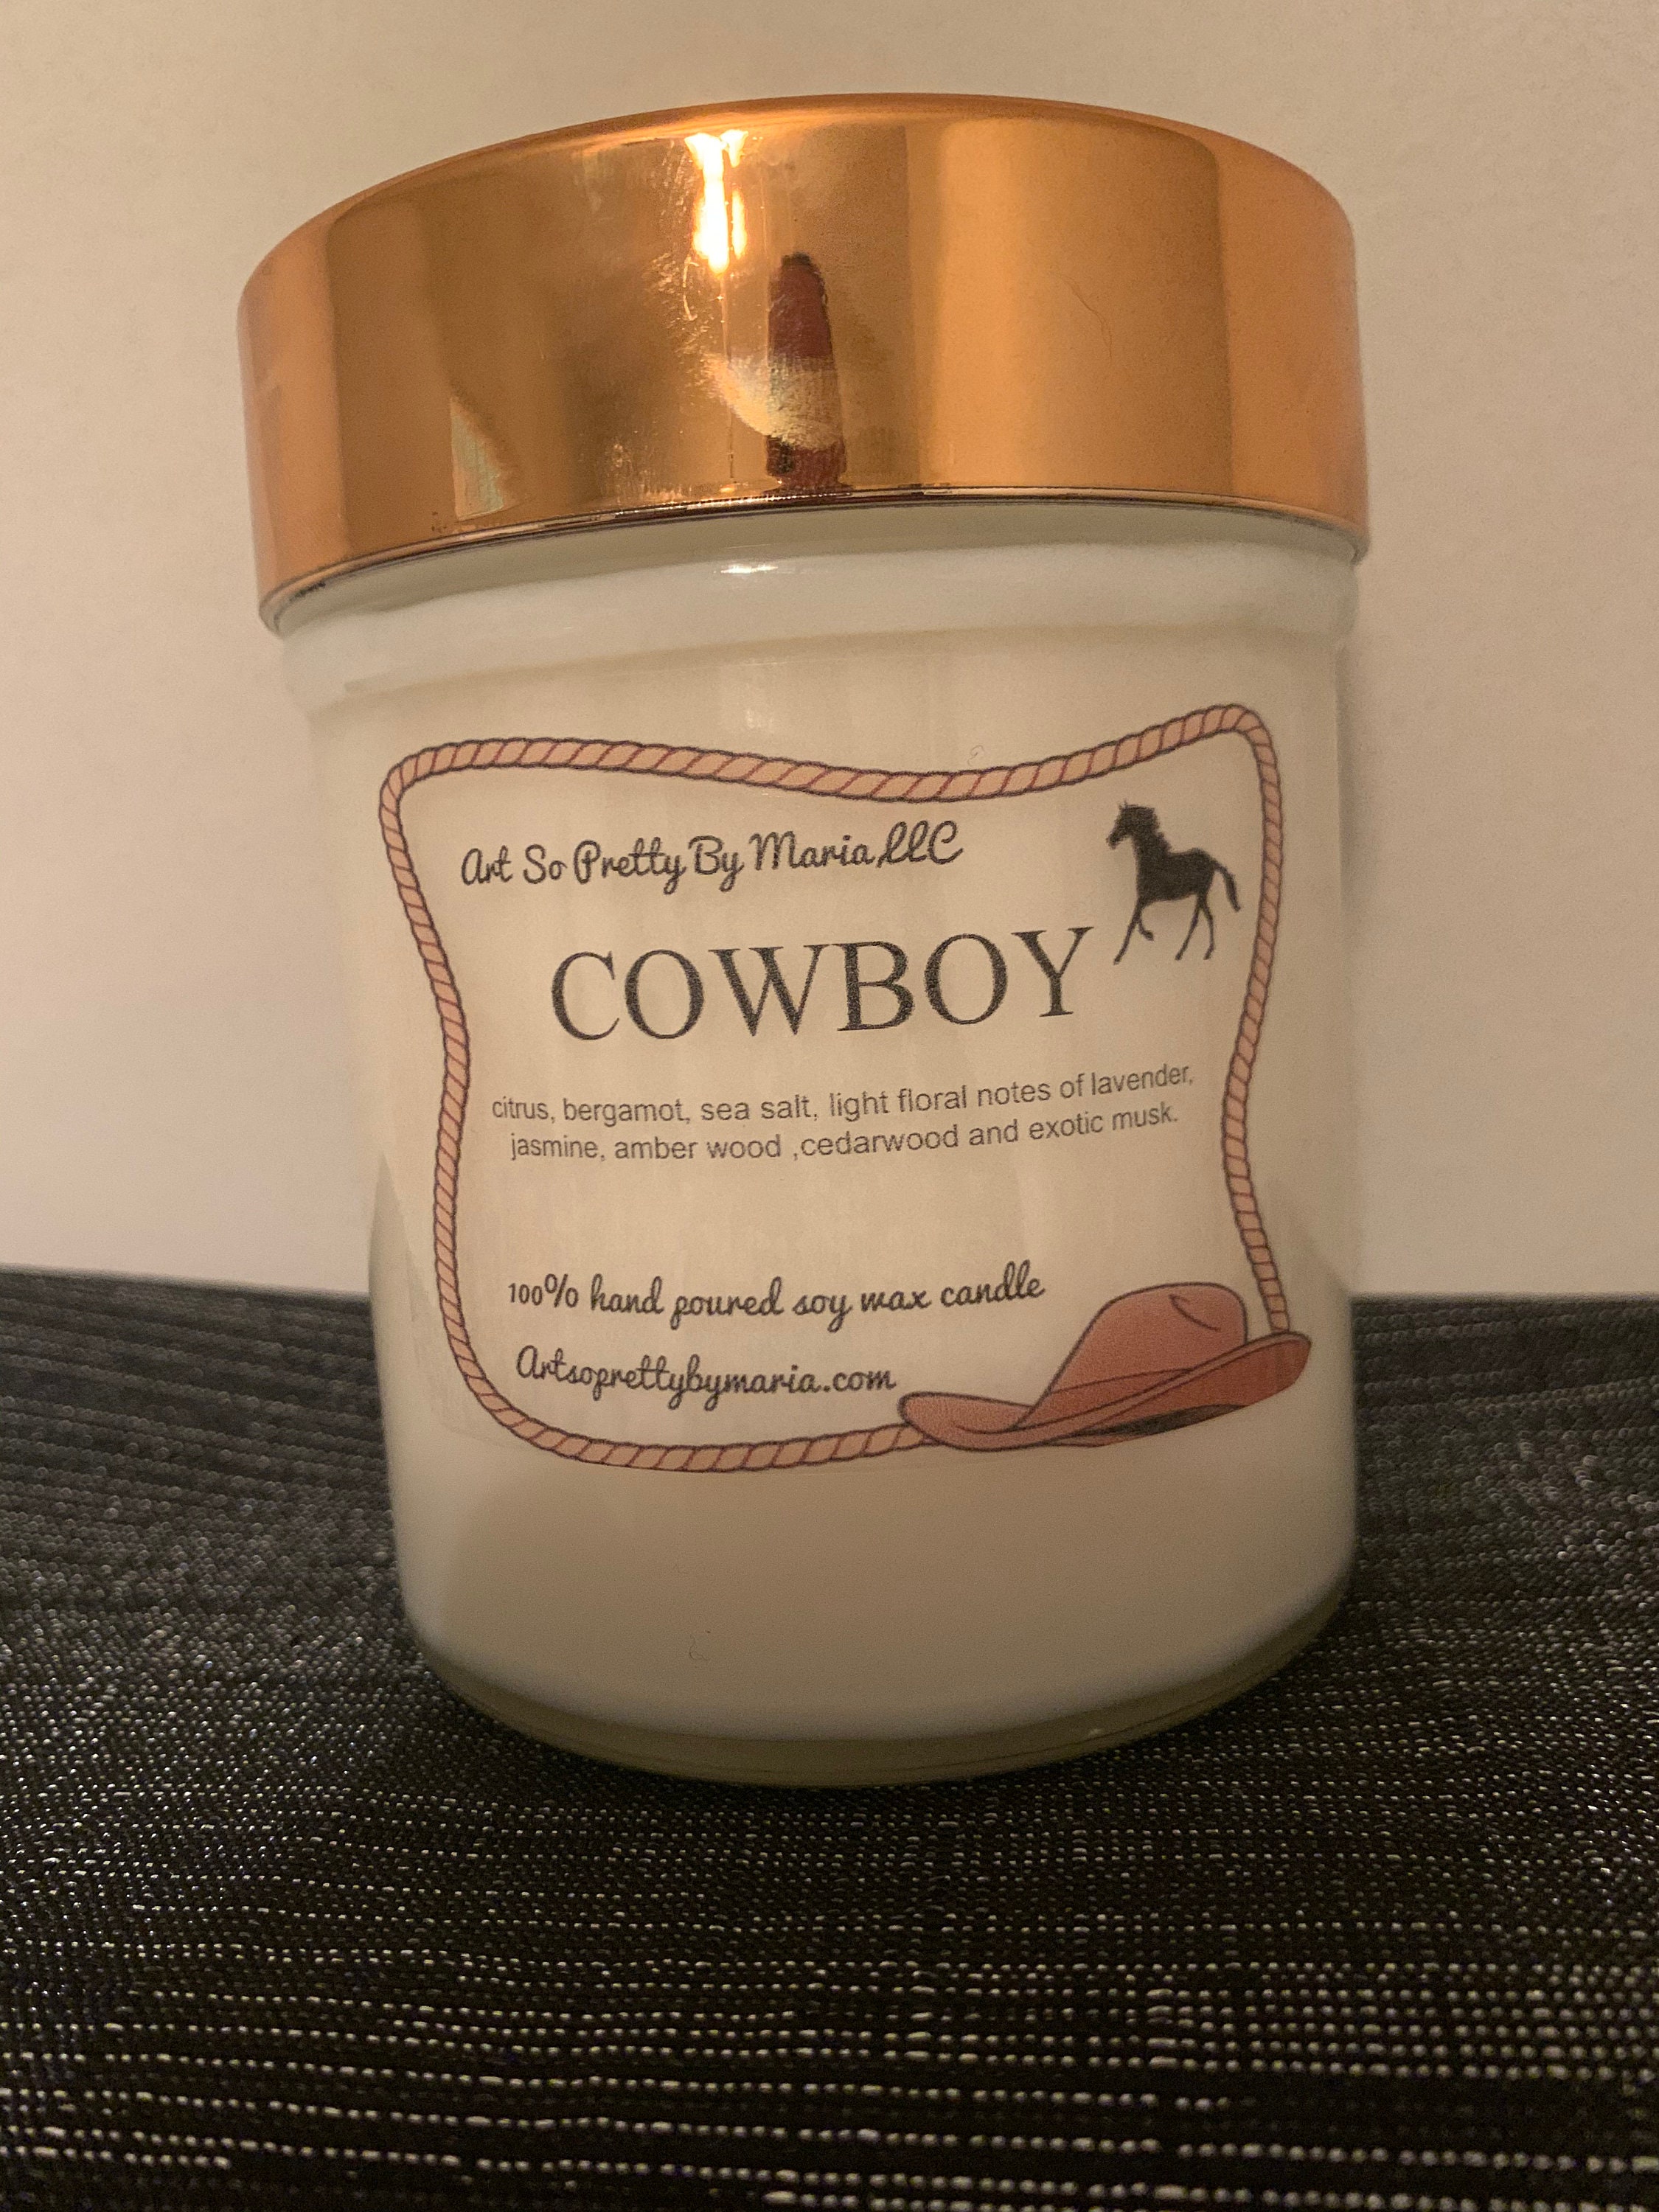 Art So Pretty By Maria,LLC
COWBOY
citrus, bergamot, sea salt, light floral notes of lavender,
jasmine, amber wood ,cedarwood and exotic musk.
100% hand poured soy wax candle
Artsoprettybymaria.com